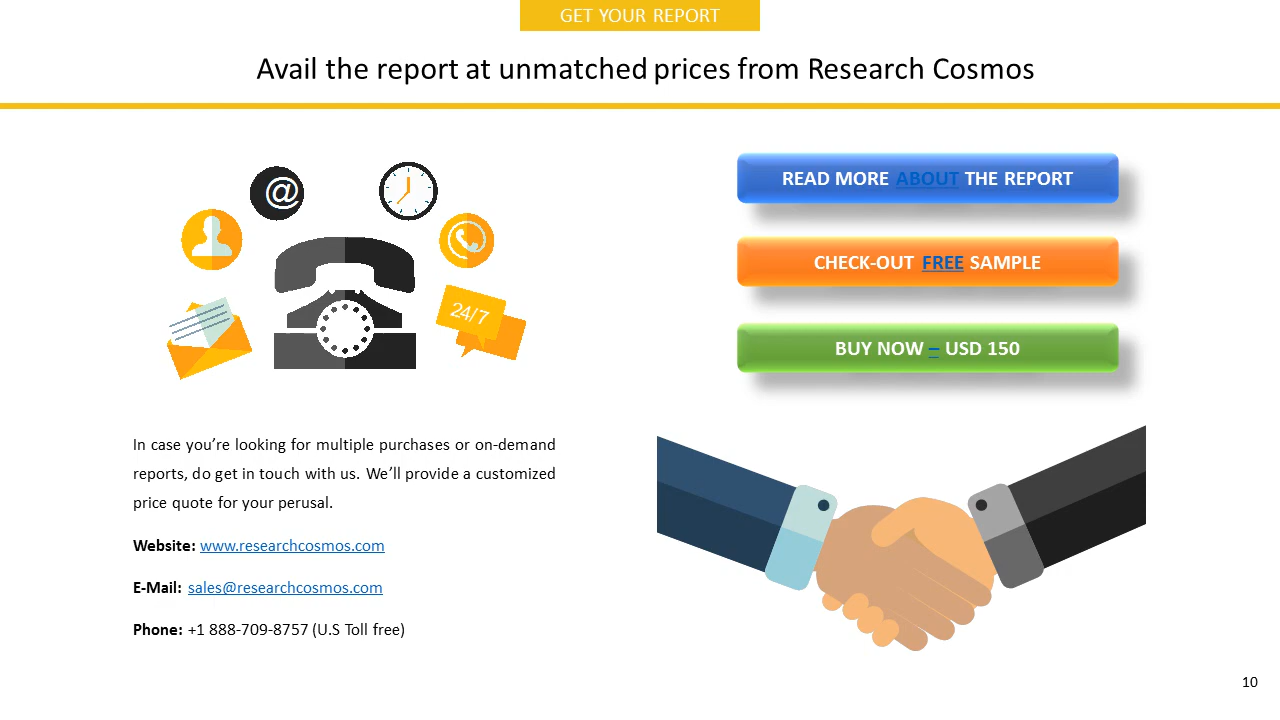 GET YOUR REPORT
Avail the report at unmatched prices from Research Cosmos
@
24/7
READ MORE ABOUT THE REPORT
CHECK-OUT FREE SAMPLE
BUY NOW – USD 150
In case you’re looking for multiple purchases or on-demand
reports, do get in touch with us. We’ll provide a customized
price quote for your perusal.
Website: www.researchcosmos.com
E-Mail: sales@researchcosmos.com
Phone: +1 888-709-8757 (U.S Toll free)
10